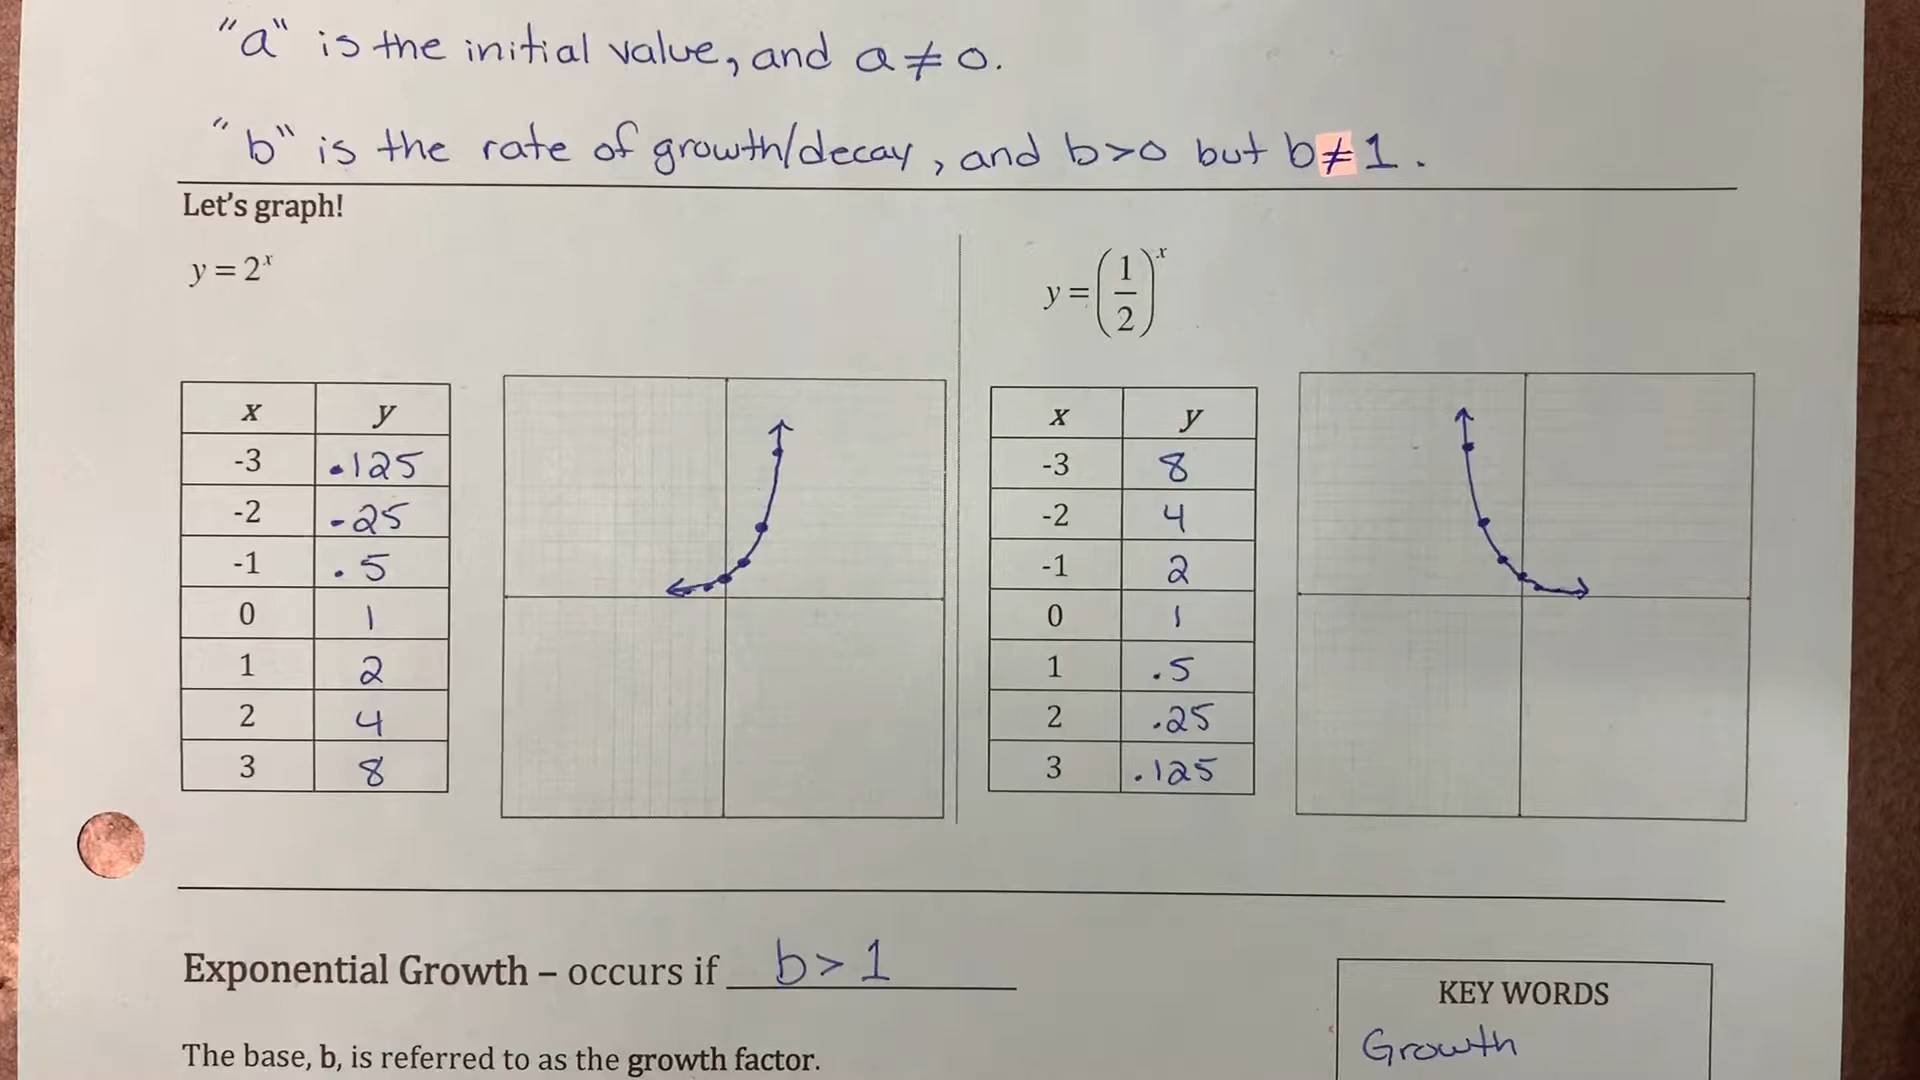 "a" is the initial value, and a ≠ 0.
"b" is the rate of growth/decay, and b>0 but b≠1.
Let's graph!
y = 2ˣ
x y
-3 .125
-2 -25
-1 .5
0 1
1 2
2 4
3 8
y = (1/2)ˣ
x y
-3 8
-2 4
-1 2
0 1
1 .5
2 .25
3 .125
Exponential Growth – occurs if b > 1
The base, b, is referred to as the growth factor.
KEY WORDS
Growth